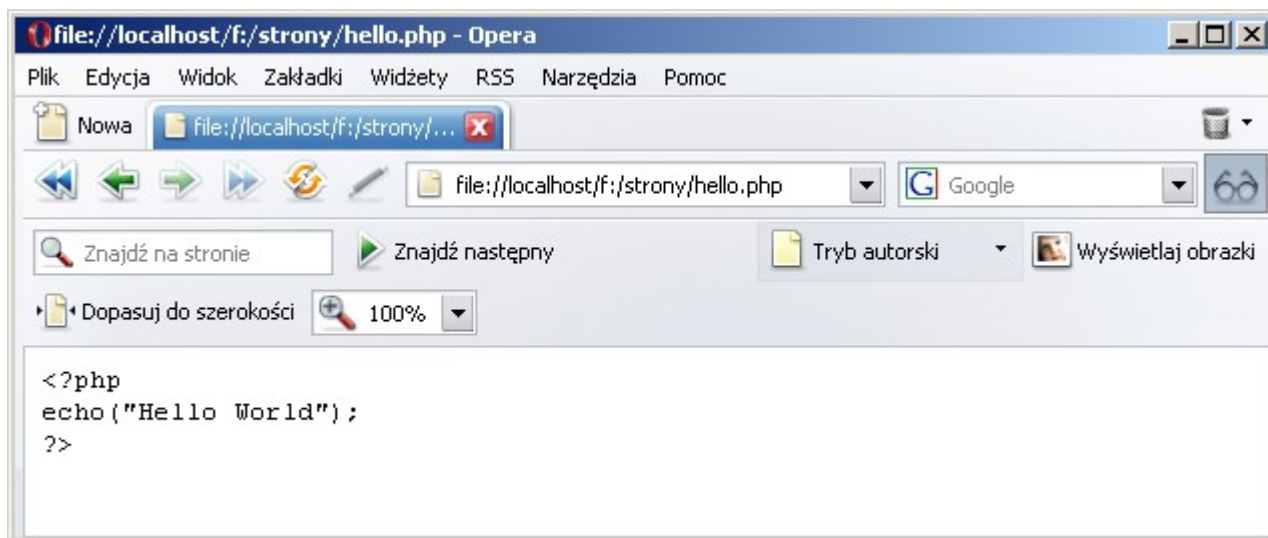 file://localhost/f:/strony/hello.php - Opera
Plik Edycja Widok Zakładki Widżety RSS Narzędzia Pomoc
Nowa file://localhost/f:/strony/...
file://localhost/f:/strony/hello.php G Google
Znajdź na stronie Znajdź następny Tryb autorski Wyświetlaj obrazki
Dopasuj do szerokości 100%
<?php
echo("Hello World");
?>